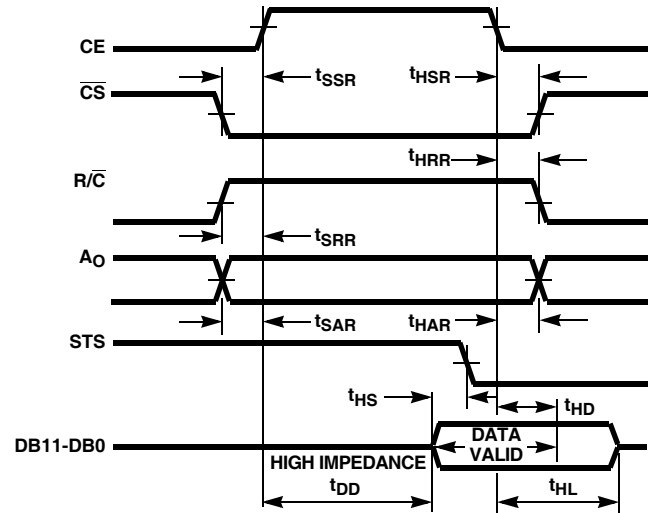 CE
tSSR
tHSR
CS
tHRR
R/C
tSRR
AO
tSAR
tHAR
STS
tHS
tHD
DB11-DB0
DATA
VALID
HIGH IMPEDANCE
tDD
tHL